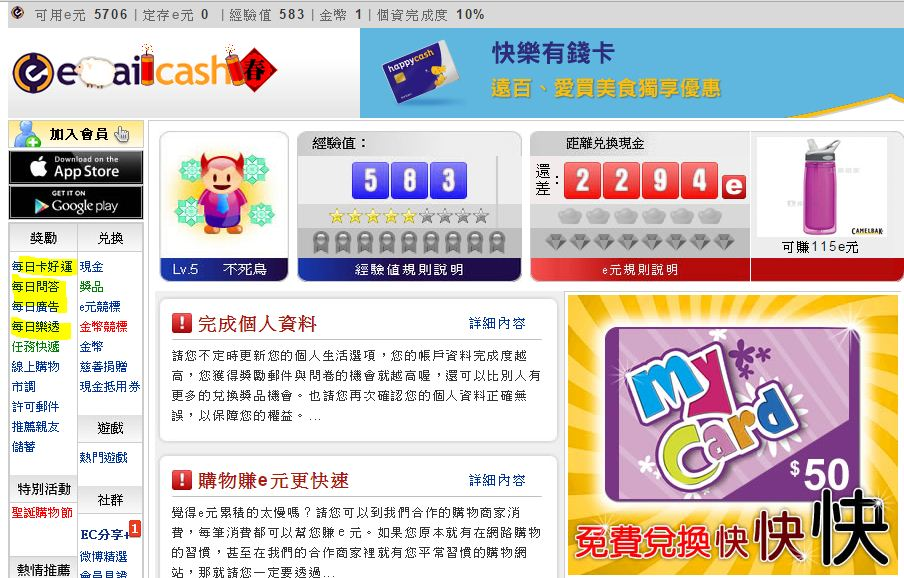 可用e元 5706 | 定存e元 0 | 經驗值 583 | 金幣 1 | 個資完成度 10%
emailcash 春
happycash
快樂有錢卡
遠百、愛買美食獨享優惠
加入會員
Download on the
App Store
GET IT ON
Google play
獎勵
每日卡好運
每日問答
每日廣告
每日樂透
任務快遞
線上購物
市調
許可郵件
推薦親友
儲蓄
特別活動
聖誕購物節
熱情推薦
兌換
現金
獎品
e元競標
金幣競標
金幣
慈善捐贈
現金抵用券
遊戲
熱門遊戲
社群
EC分享+ 1
微博精選
會員見證
Lv.5 不死鳥
經驗值：
583
經驗值規則說明
距離兌換現金
還差： 2294 e
e元規則說明
CAMELBAK
可賺115e元
完成個人資料 詳細內容
請您不定時更新您的個人生活選項，您的帳戶資料完成度越
高，您獲得獎勵郵件與問卷的機會就越高喔，還可以比別人有
更多的兌換獎品機會。也請您再次確認您的個人資料正確無
誤，以保障您的權益。...
購物賺e元更快速 詳細內容
覺得e元累積的太慢嗎？請您可以到我們合作的購物商家消
費，每筆消費都可以幫您賺e元。如果您原本就有在網路購物
的習慣，甚至在我們的合作商家裡就有您平常習慣的購物網
站，那就請您一定要透過...
My
Card
$50
免費兌換快快快